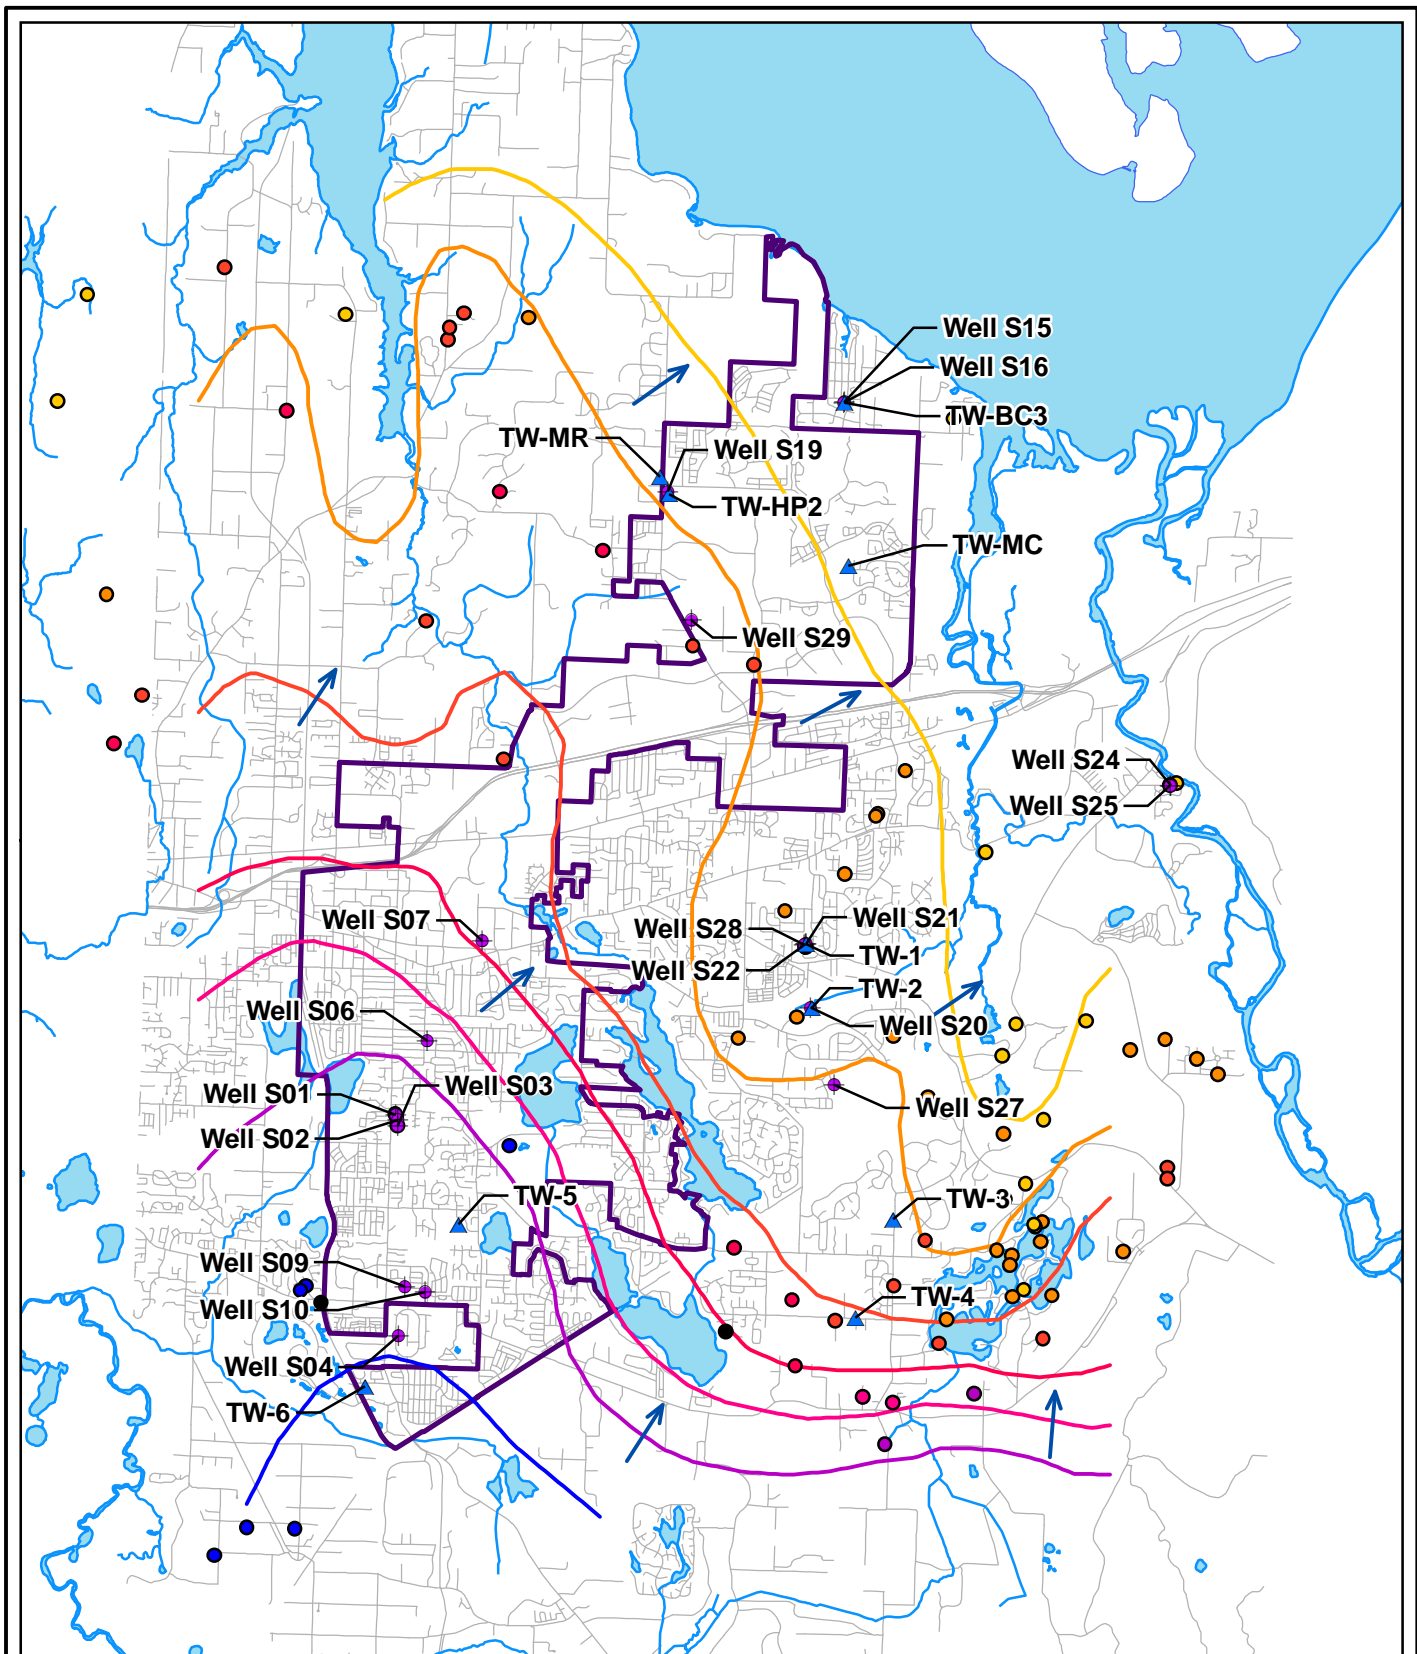 Well S15
Well S16
TW-BC3
TW-MR
Well S19
TW-HP2
TW-MC
Well S29
Well S24
Well S25
Well S07
Well S28
Well S21
TW-1
Well S22
TW-2
Well S20
Well S06
Well S03
Well S01
Well S02
Well S27
TW-5
TW-3
Well S09
Well S10
TW-4
Well S04
TW-6